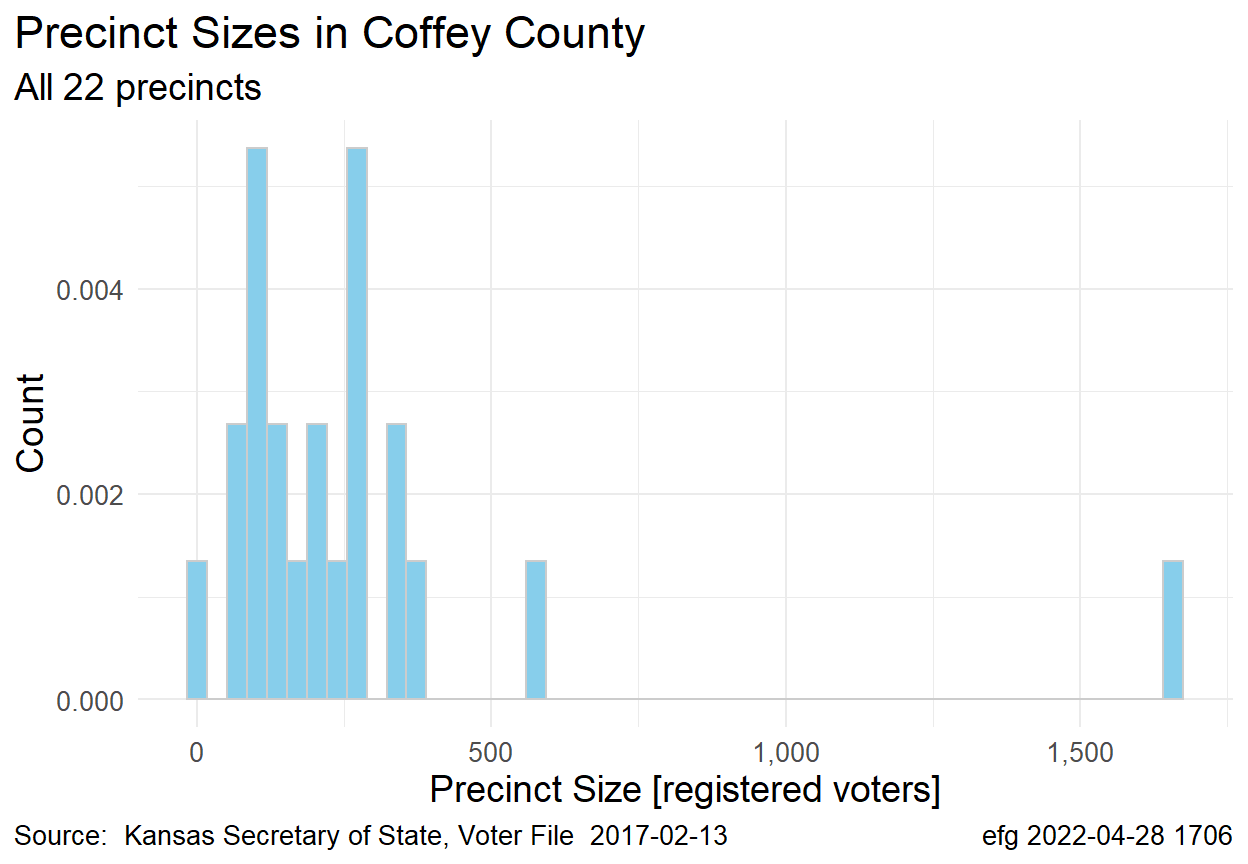 Precinct Sizes in Coffey County
All 22 precincts
Count
0.004
0.002
0.000
0
500
1,000
1,500
Precinct Size [registered voters]
Source:  Kansas Secretary of State, Voter File  2017-02-13
efg 2022-04-28 1706